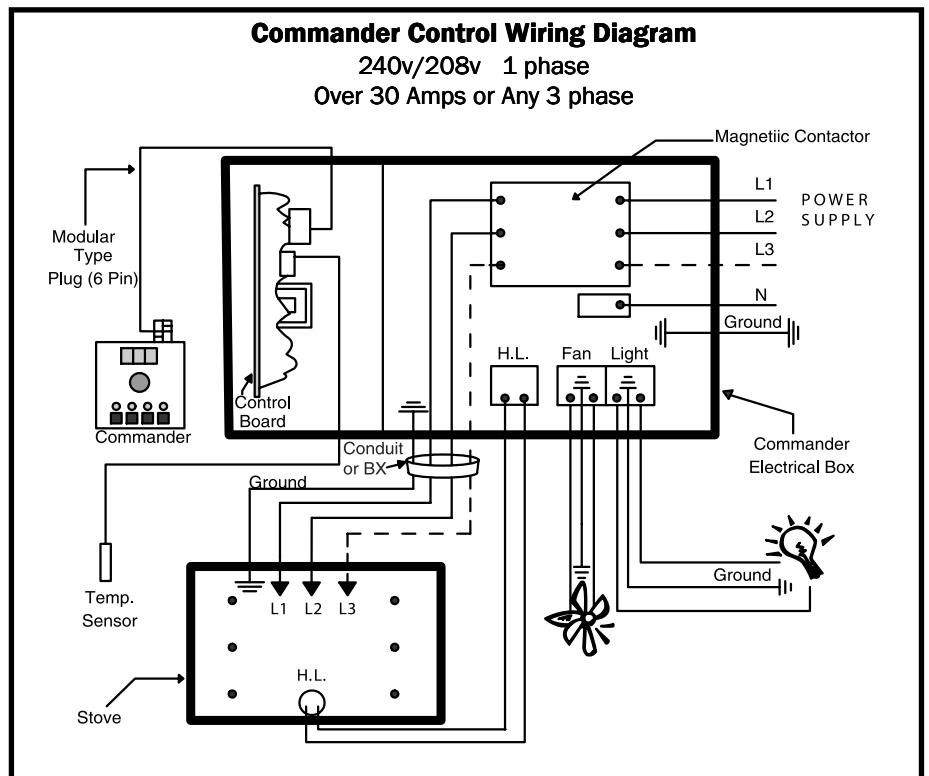 Commander Control Wiring Diagram
240v/208v 1 phase
Over 30 Amps or Any 3 phase
Magnetiic Contactor
L1
POWER
SUPPLY
L2
L3
N
Ground
Modular
Type
Plug (6 Pin)
H.L.
Fan
Light
Control
Board
Commander
Commander
Electrical Box
Conduit
or BX
Ground
Temp.
Sensor
L1
L2
L3
Ground
H.L.
Stove